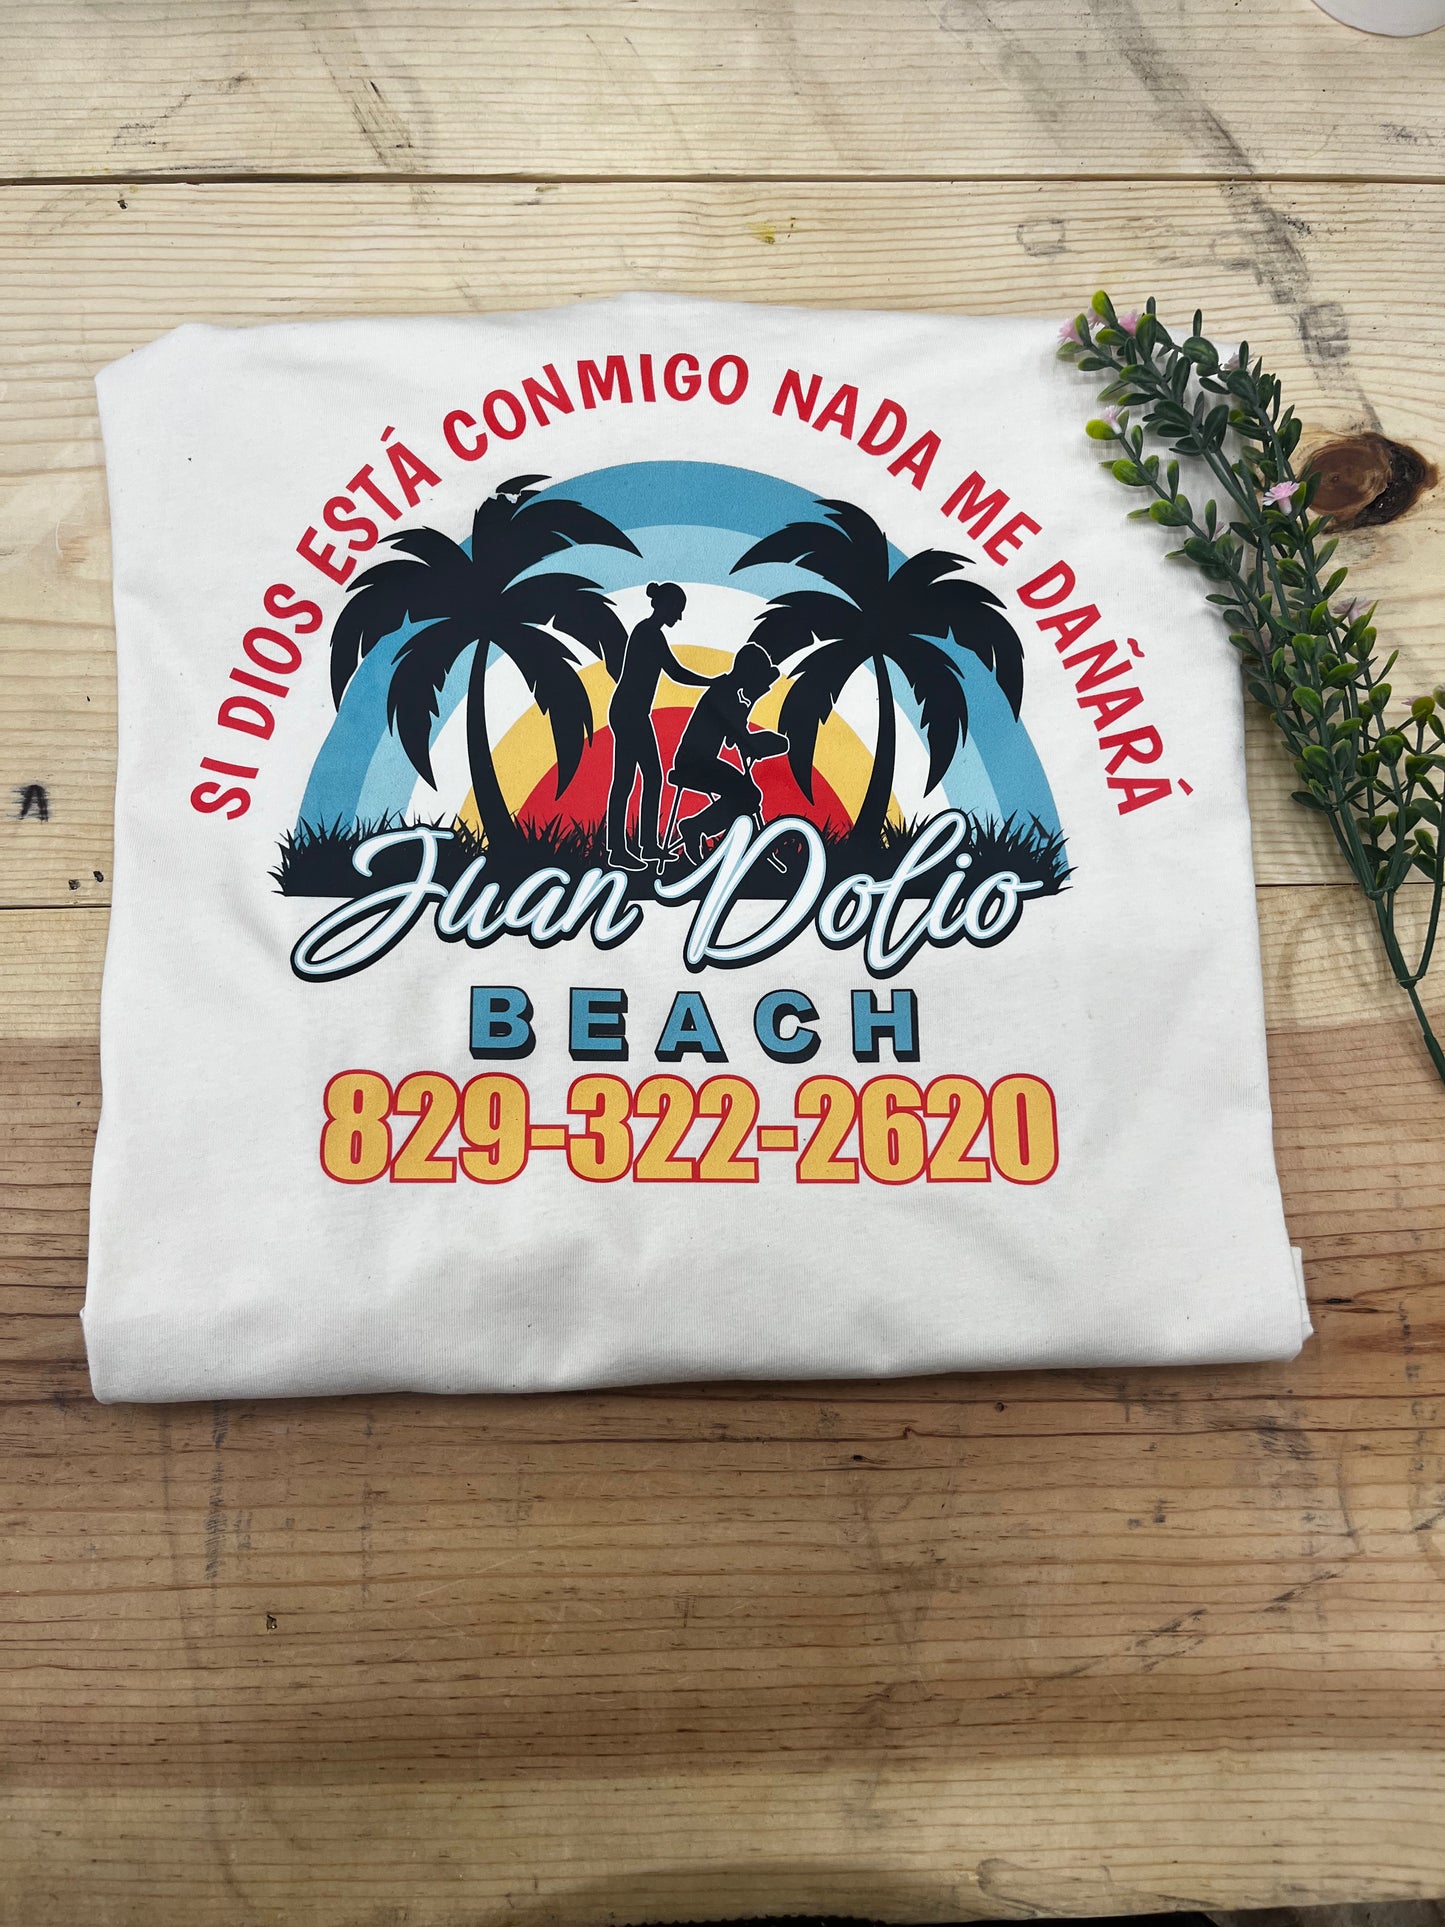 SI DIOS ESTÁ CONMIGO NADA ME DAÑARÁ
Juan Dolio
BEACH
829-322-2620